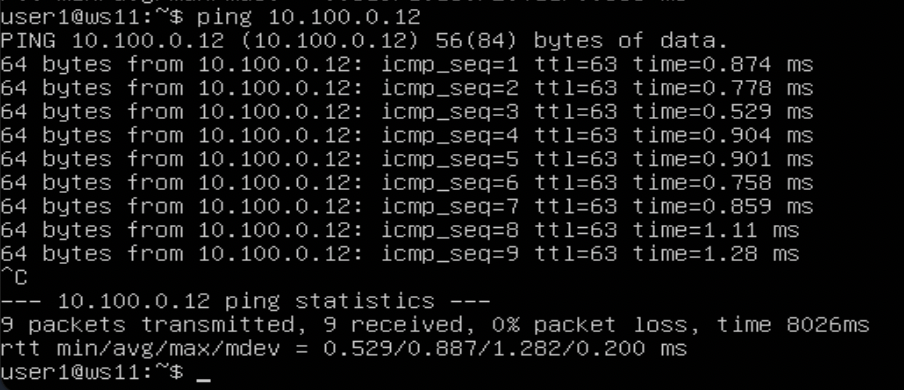 user1@ws11:~$ ping 10.100.0.12
PING 10.100.0.12 (10.100.0.12) 56(84) bytes of data.
64 bytes from 10.100.0.12: icmp_seq=1 ttl=63 time=0.874 ms
64 bytes from 10.100.0.12: icmp_seq=2 ttl=63 time=0.778 ms
64 bytes from 10.100.0.12: icmp_seq=3 ttl=63 time=0.529 ms
64 bytes from 10.100.0.12: icmp_seq=4 ttl=63 time=0.904 ms
64 bytes from 10.100.0.12: icmp_seq=5 ttl=63 time=0.901 ms
64 bytes from 10.100.0.12: icmp_seq=6 ttl=63 time=0.758 ms
64 bytes from 10.100.0.12: icmp_seq=7 ttl=63 time=0.859 ms
64 bytes from 10.100.0.12: icmp_seq=8 ttl=63 time=1.11 ms
64 bytes from 10.100.0.12: icmp_seq=9 ttl=63 time=1.28 ms
^C
--- 10.100.0.12 ping statistics ---
9 packets transmitted, 9 received, 0% packet loss, time 8026ms
rtt min/avg/max/mdev = 0.529/0.887/1.282/0.200 ms
user1@ws11:~$ _